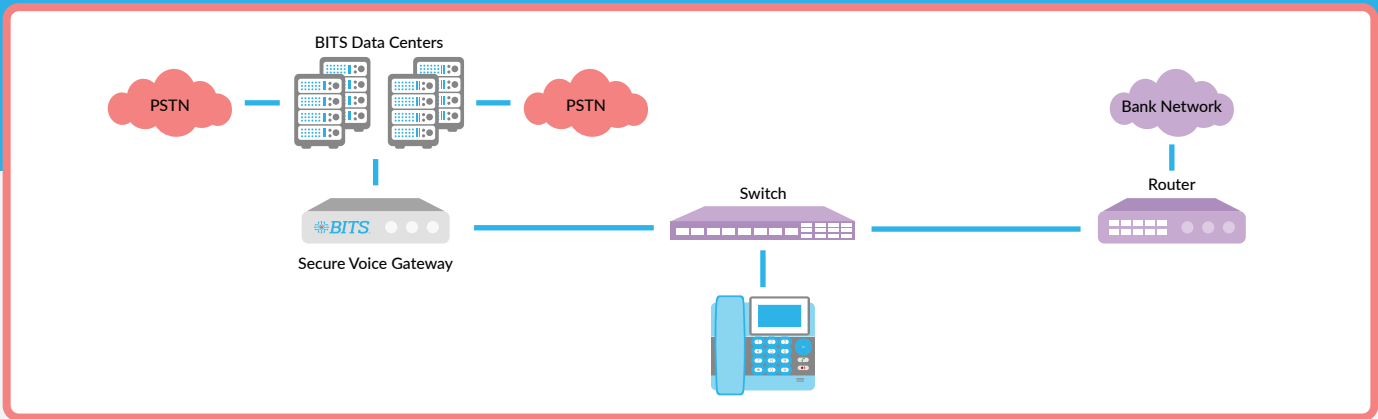 BITS Data Centers
PSTN
PSTN
Bank Network
Router
Switch
BITS
Secure Voice Gateway